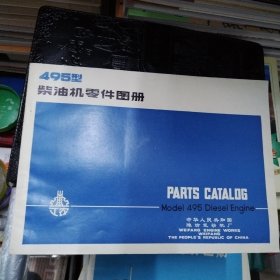 495型
柴油机零件图册
PARTS CATALOG
Model 495 Diesel Engine
中华人民共和国
潍坊柴油机厂
WEIFANG ENGINE WORKS
WEIFANG
THE PEOPLE'S REPUBLIC OF CHINA